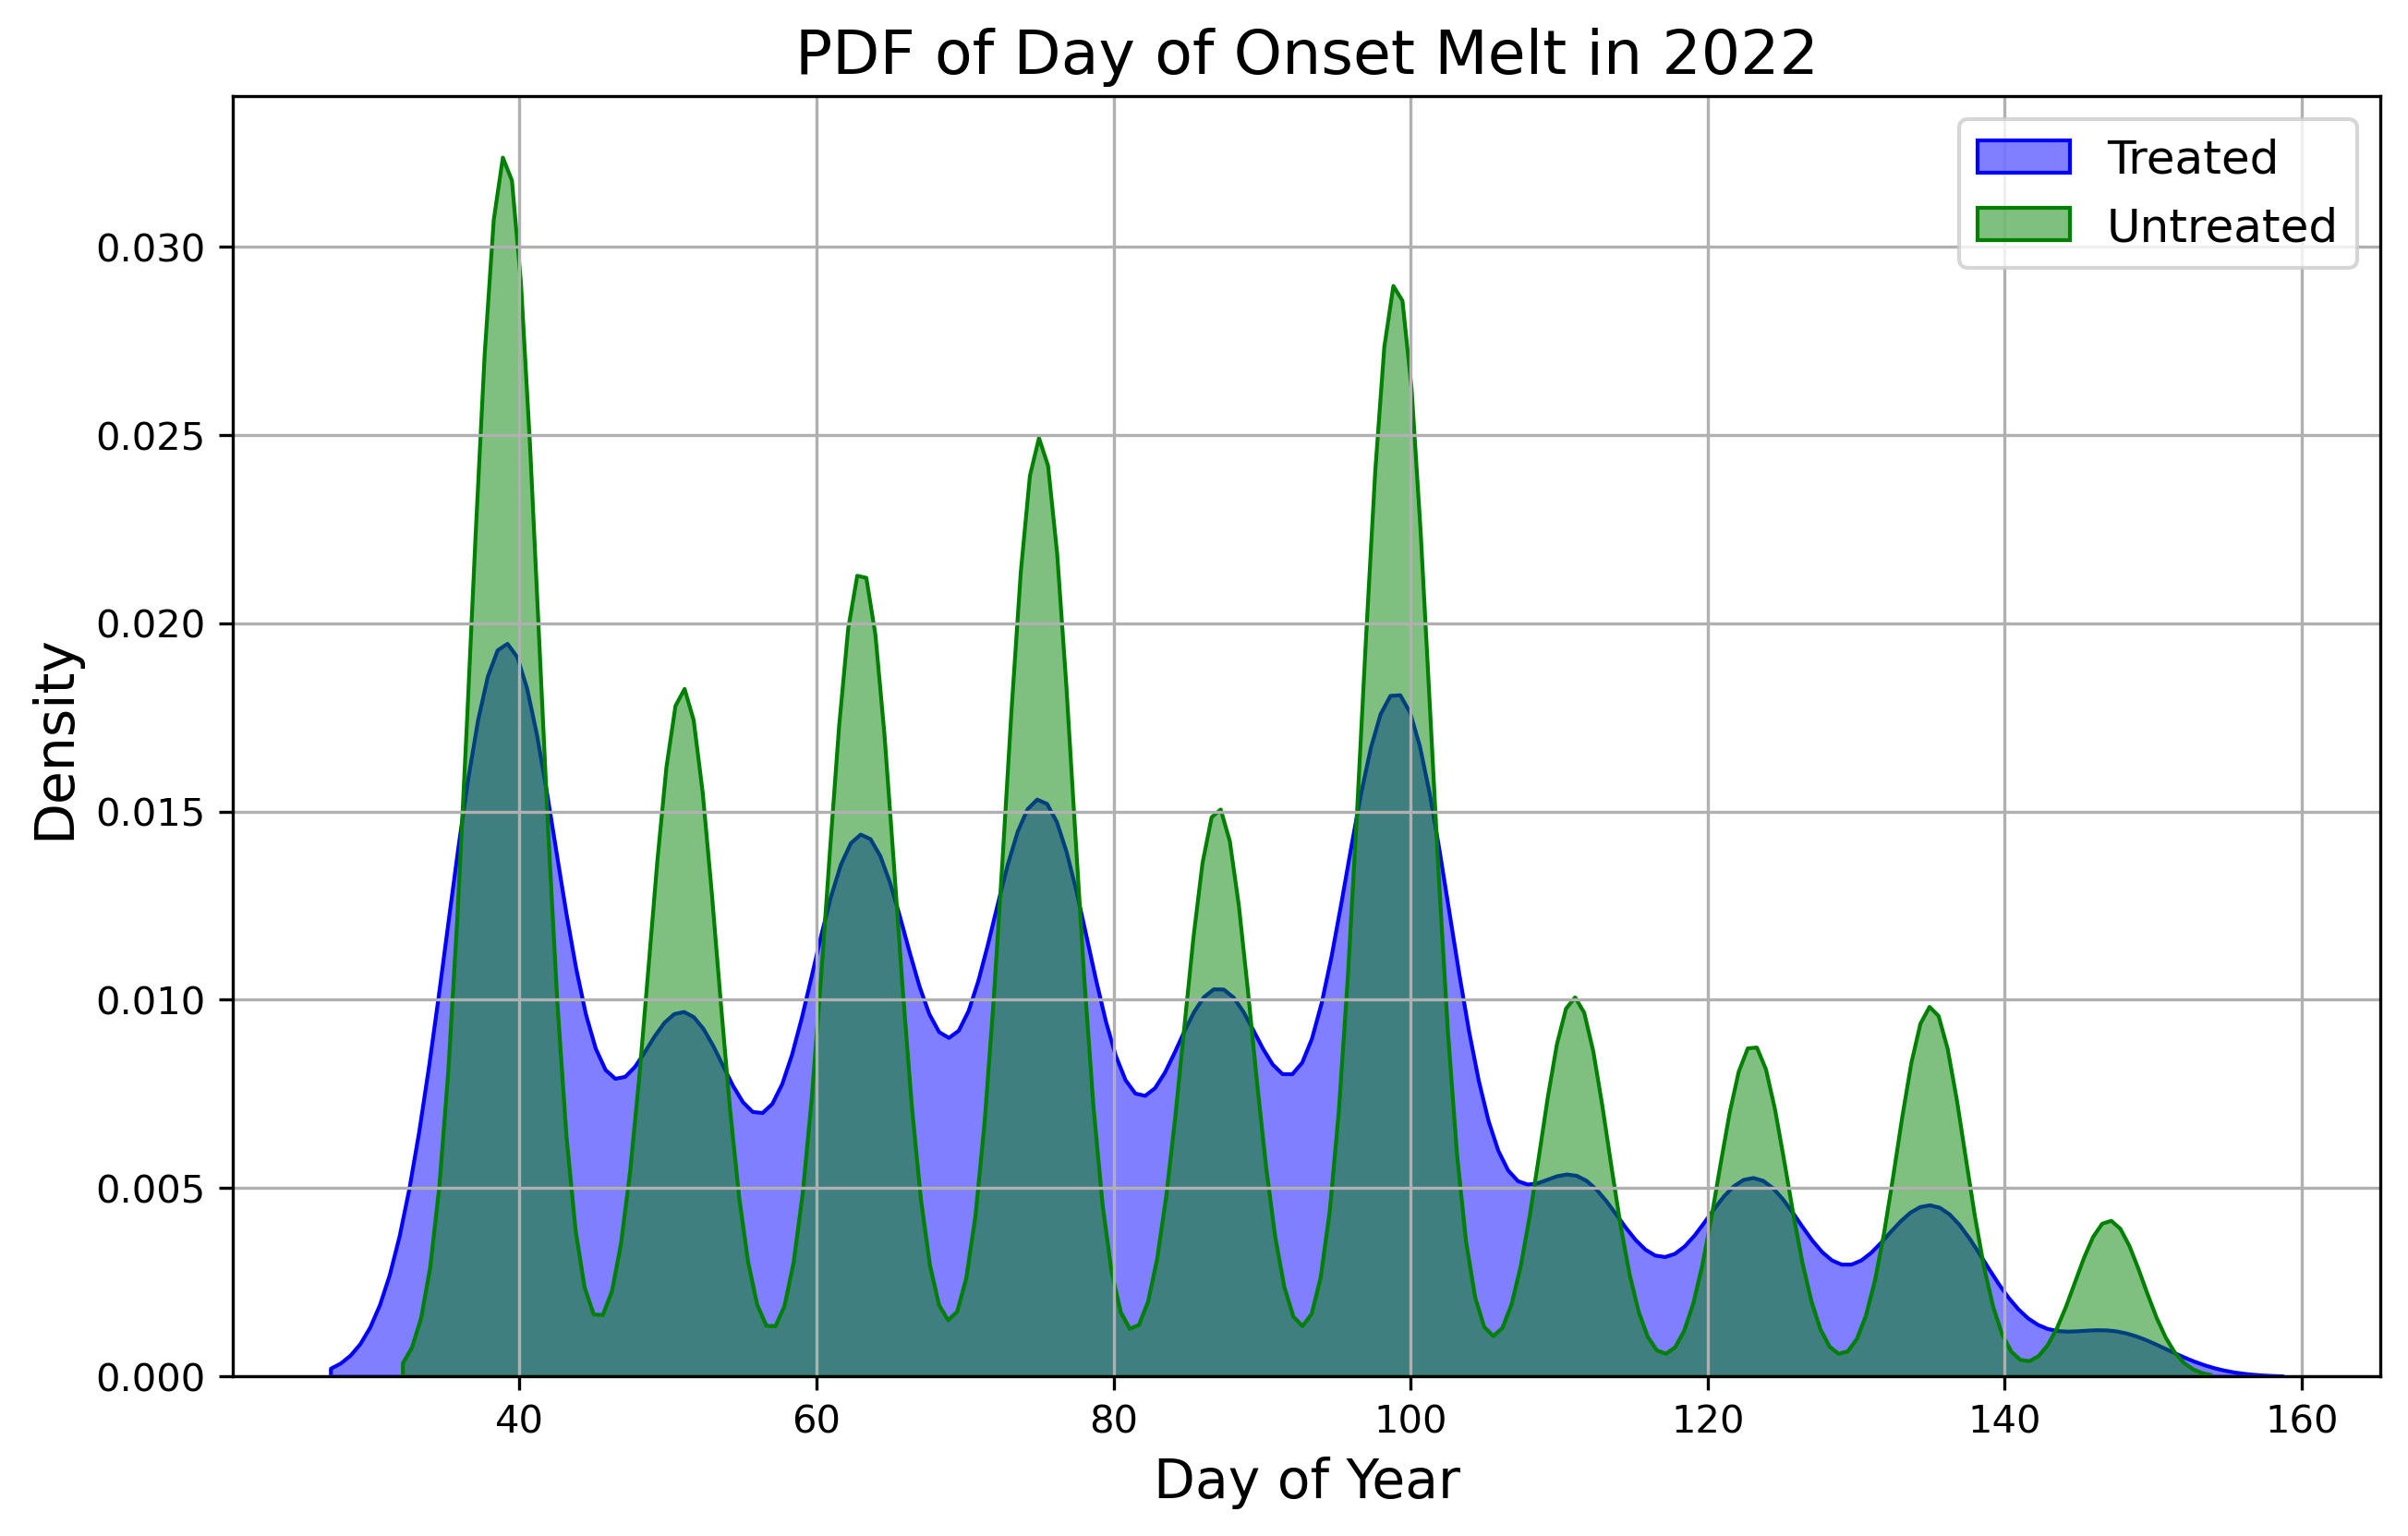 PDF of Day of Onset Melt in 2022
Treated
Untreated
0.030
0.025
0.020
0.015
0.010
0.005
0.000
Density
40 60 80 100 120 140 160
Day of Year